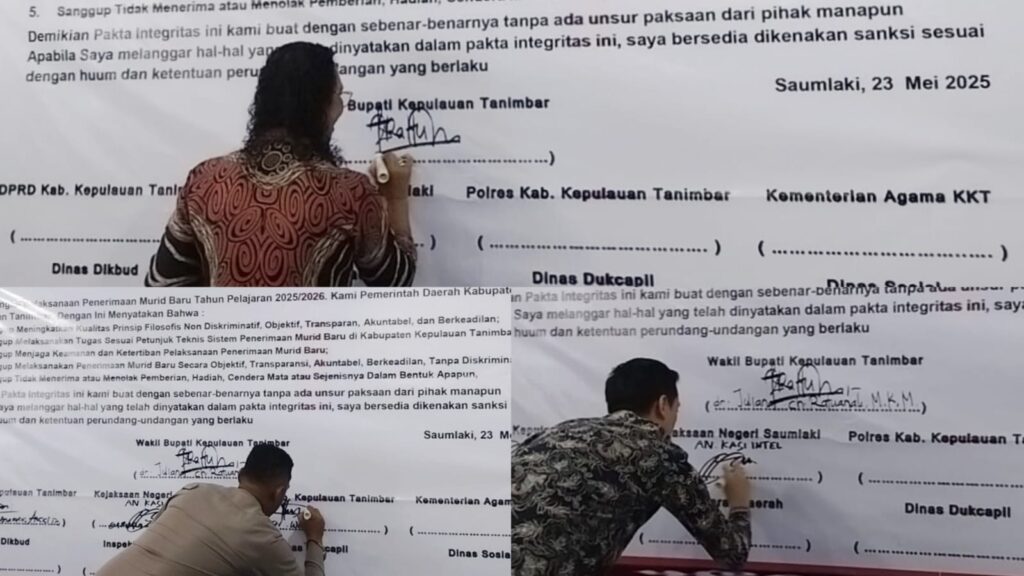 5. Sanggup Tidak Menerima atau Menolak Pemberian, Hadiah,
Demikian Pakta Integritas ini kami buat dengan sebenar-benarnya tanpa ada unsur paksaan dari pihak manapun
Apabila Saya melanggar hal-hal yang dinyatakan dalam pakta integritas ini, saya bersedia dikenakan sanksi sesuai
dengan huum dan ketentuan perundangan yang berlaku
Saumlaki, 23 Mei 2025
Bupati Kepulauan Tanimbar
DPRD Kab. Kepulauan
Polres Kab. Kepulauan Tanimbar
Kementerian Agama KKT
Dinas Dikbud
Dinas Dukcapil
Pelaksanaan Penerimaan Murid Baru Tahun Pelajaran 2025/2026. Kami Pemerintah Daerah
Dengan Ini Menyatakan Bahwa :
Meningkatkan Kualitas Prinsip Filosofis Non Diskriminatif, Objektif, Transparan, Akuntabel, dan Berkeadilan;
Melaksanakan Tugas Sesuai Petunjuk Teknis Sistem Penerimaan Murid Baru di Kabupaten Kepulauan
Menjaga Keamanan dan Ketertiban Pelaksanaan Penerimaan Murid Baru;
Melaksanakan Penerimaan Murid Baru Secara Objektif, Transparansi, Akuntabel, Berkeadilan, Tanpa
Tidak Menerima atau Menolak Pemberian, Hadiah, Cendera Mata atau Sejenisnya Dalam Bentuk Apapun,
Pakta Integritas ini kami buat dengan sebenar-benarnya tanpa ada unsur paksaan dari pihak manapun
melanggar hal-hal yang telah dinyatakan dalam pakta integritas ini, saya bersedia dikenakan sanksi
dan ketentuan perundang-undangan yang berlaku
Saumlaki, 23
Wakil Bupati Kepulauan Tanimbar
Tanimbar
Kejaksaan Negeri
Kepulauan Tanimbar
Kementerian
AN KASI
Dikbud
Dinas
Pakta Integritas ini kami buat dengan sebenar-benarnya tanpa ada unsur
Saya melanggar hal-hal yang telah dinyatakan dalam pakta integritas ini,
huum dan ketentuan perundang-undangan yang berlaku
Wakil Bupati Kepulauan Tanimbar
M.K.M.
Negeri Saumlaki
Polres Kab. Kepulauan
AN KASI INTEL
Dinas Dukcapil